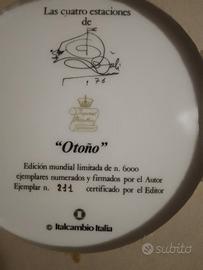 Las cuatro estaciones
de
Dalí
"Otoño"
Edición mundial limitada de n. 6000
ejemplares numerados y firmados por el Autor
Ejemplar n. 211 certificado por el Editor
© Italcambio Italia
subito